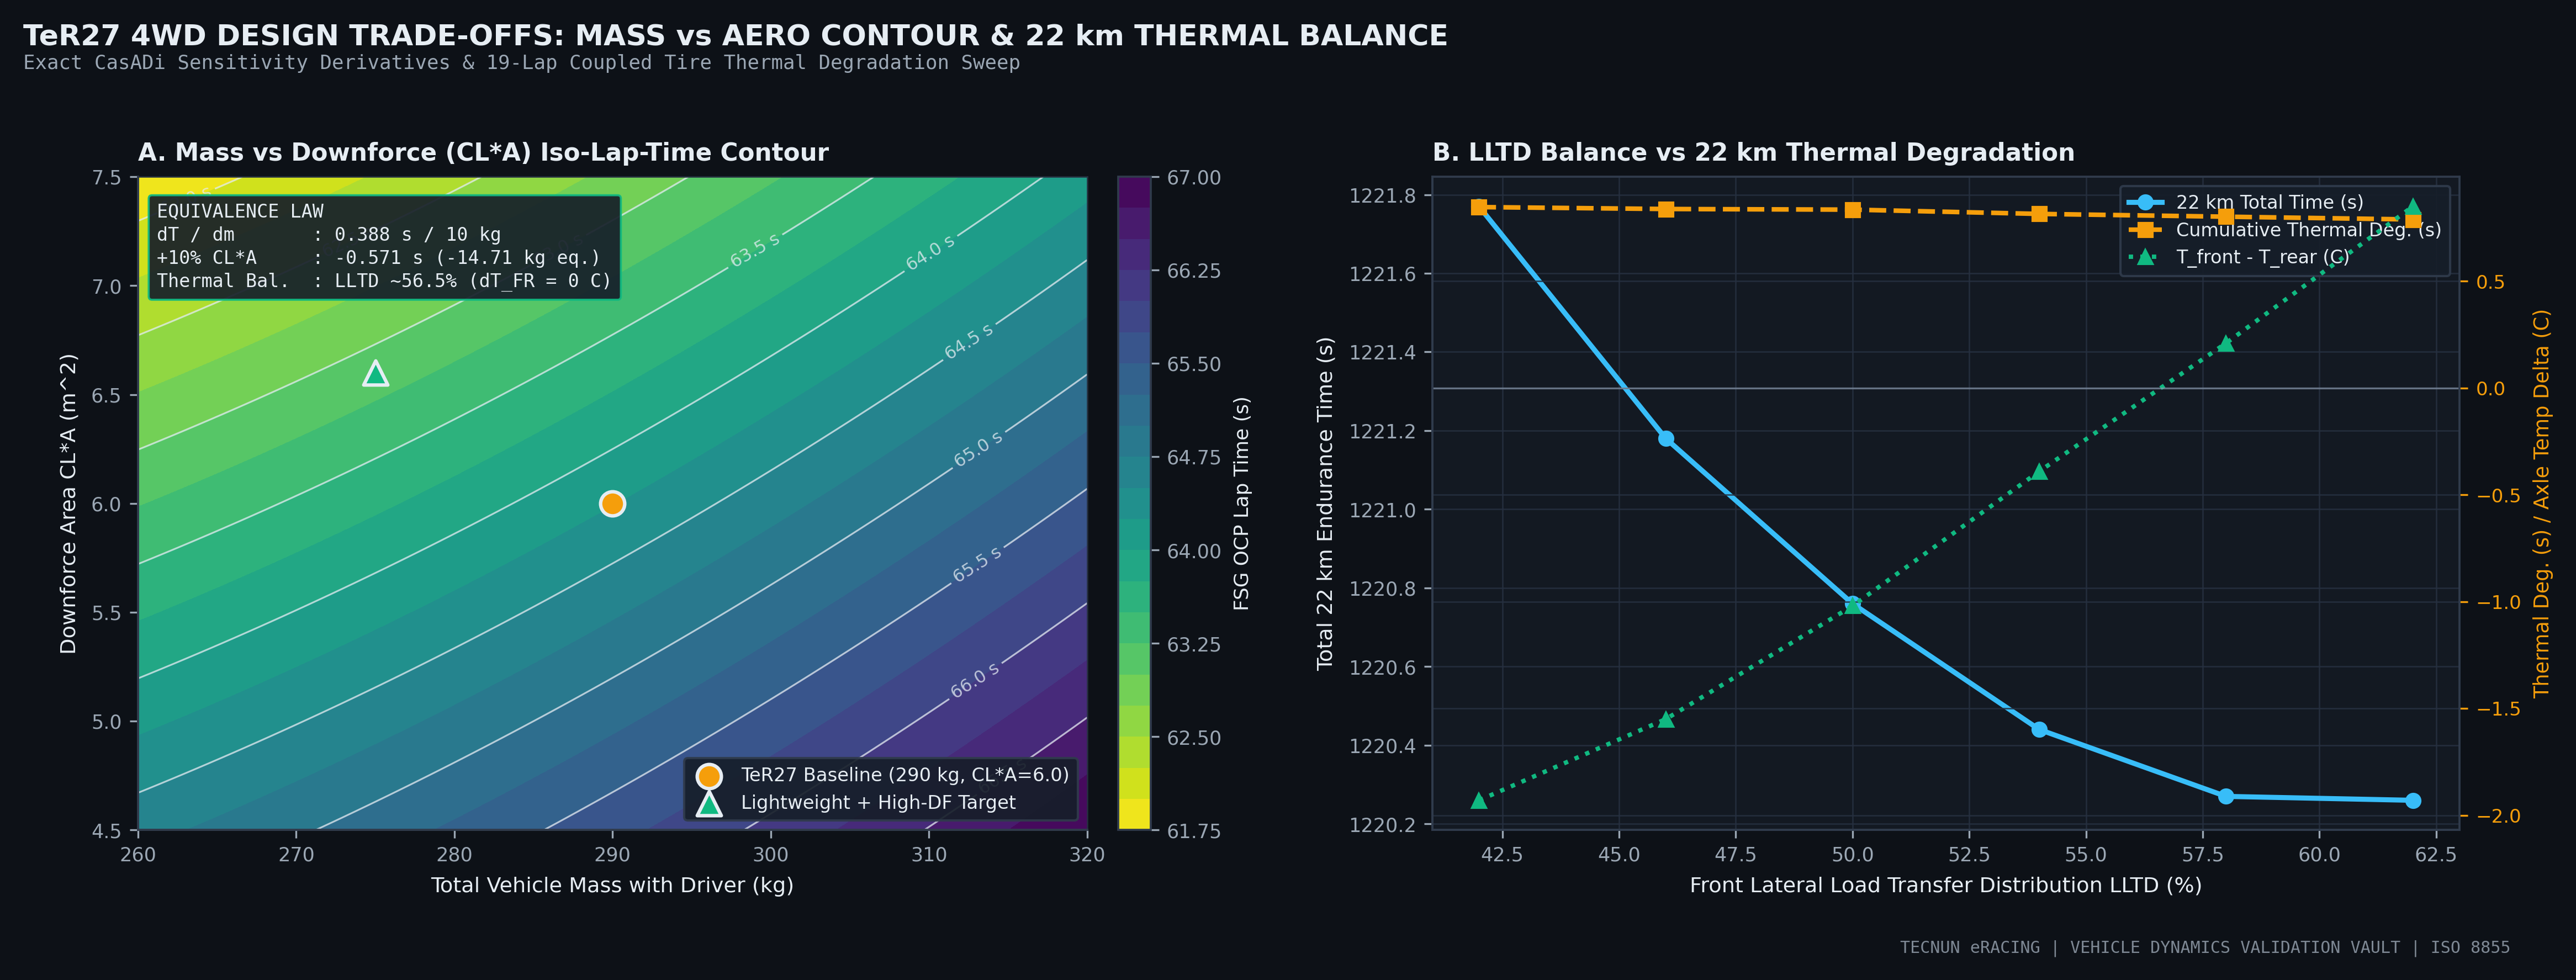 TeR27 4WD DESIGN TRADE-OFFS: MASS vs AERO CONTOUR & 22 km THERMAL BALANCE
Exact CasADi Sensitivity Derivatives & 19-Lap Coupled Tire Thermal Degradation Sweep
A. Mass vs Downforce (CL*A) Iso-Lap-Time Contour
EQUIVALENCE LAW
dT / dm : 0.388 s / 10 kg
+10% CL*A : -0.571 s (-14.71 kg eq.)
Thermal Bal. : LLTD ~56.5% (dT_FR = 0 C)
63.5 s
64.0 s
64.5 s
65.0 s
65.5 s
66.0 s
TeR27 Baseline (290 kg, CL*A=6.0)
Lightweight + High-DF Target
7.5
7.0
6.5
6.0
5.5
5.0
4.5
Downforce Area CL*A (m^2)
260
270
280
290
300
310
320
Total Vehicle Mass with Driver (kg)
67.00
66.25
65.50
64.75
64.00
63.25
62.50
61.75
FSG OCP Lap Time (s)
B. LLTD Balance vs 22 km Thermal Degradation
22 km Total Time (s)
Cumulative Thermal Deg. (s)
T_front - T_rear (C)
1221.8
1221.6
1221.4
1221.2
1221.0
1220.8
1220.6
1220.4
1220.2
Total 22 km Endurance Time (s)
42.5
45.0
47.5
50.0
52.5
55.0
57.5
60.0
62.5
Front Lateral Load Transfer Distribution LLTD (%)
0.5
0.0
−0.5
−1.0
−1.5
−2.0
Thermal Deg. (s) / Axle Temp Delta (C)
TECNUN eRACING | VEHICLE DYNAMICS VALIDATION VAULT | ISO 8855